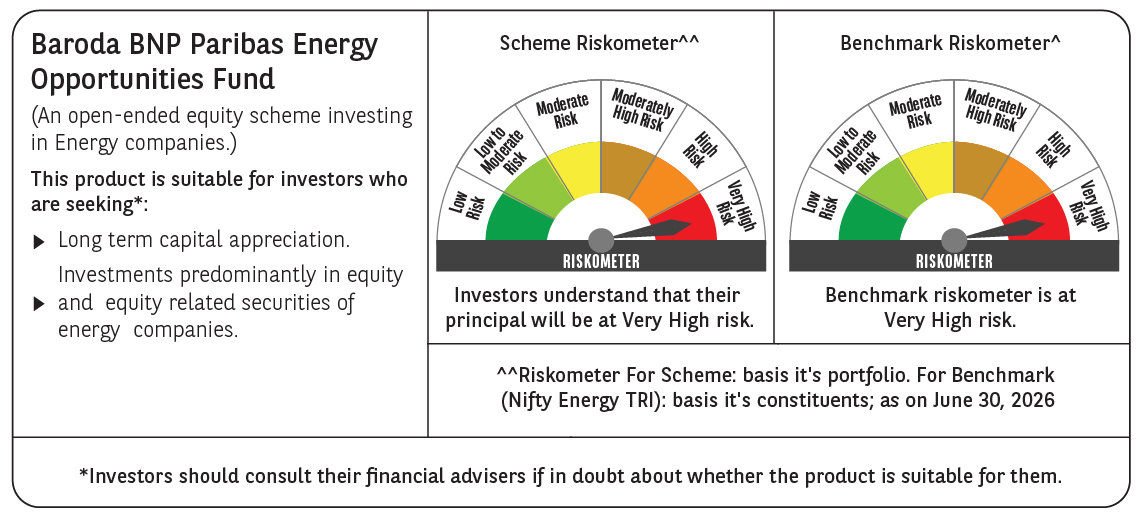 Baroda BNP Paribas Energy
Opportunities Fund
(An open-ended equity scheme investing
in Energy companies.)
This product is suitable for investors who
are seeking*:
Long term capital appreciation.
Investments predominantly in equity
and equity related securities of
energy companies.
Scheme Riskometer^^
Low
Risk
Low to
Moderate
Risk
Moderate
Risk
Moderately
High Risk
High
Risk
Very High
Risk
RISKOMETER
Investors understand that their
principal will be at Very High risk.
Benchmark Riskometer^
Low
Risk
Low to
Moderate
Risk
Moderate
Risk
Moderately
High Risk
High
Risk
Very High
Risk
RISKOMETER
Benchmark riskometer is at
Very High risk.
^^Riskometer For Scheme: basis it's portfolio. For Benchmark
(Nifty Energy TRI): basis it's constituents; as on June 30, 2026
*Investors should consult their financial advisers if in doubt about whether the product is suitable for them.